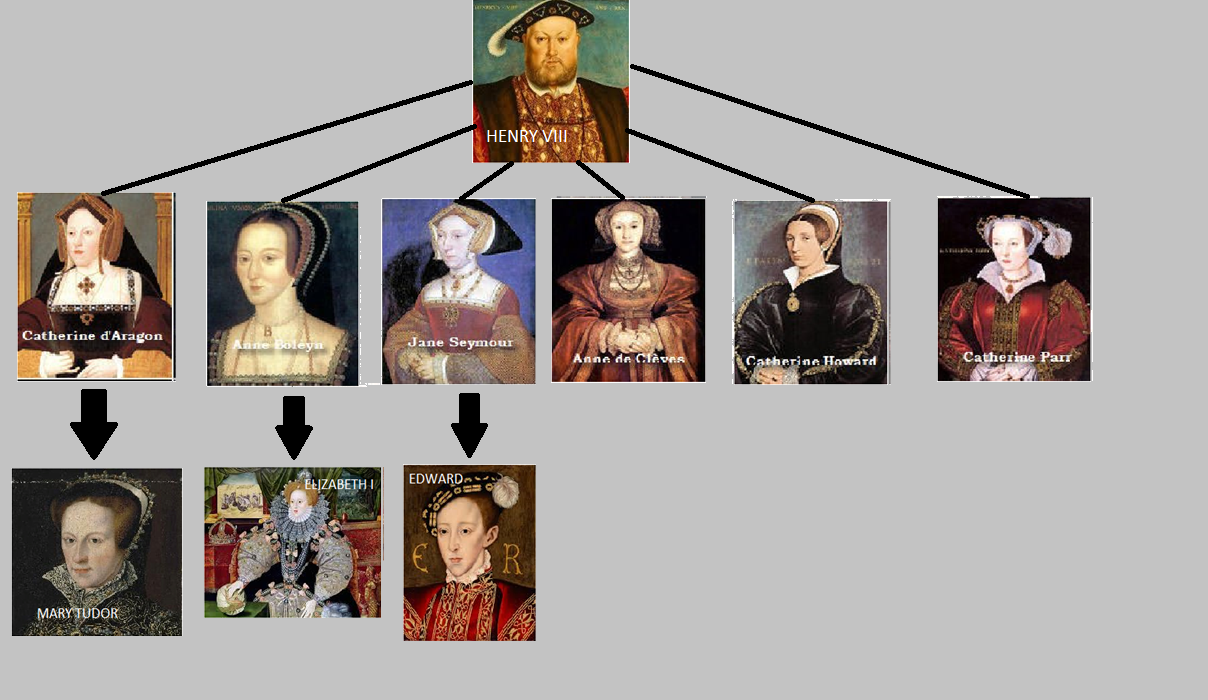 HENRY VIII
Catherine d'Aragon
Anne Boleyn
Jane Seymour
Anne de Clèves
Catherine Howard
Catherine Parr
MARY TUDOR
ELIZABETH I
EDWARD
E R